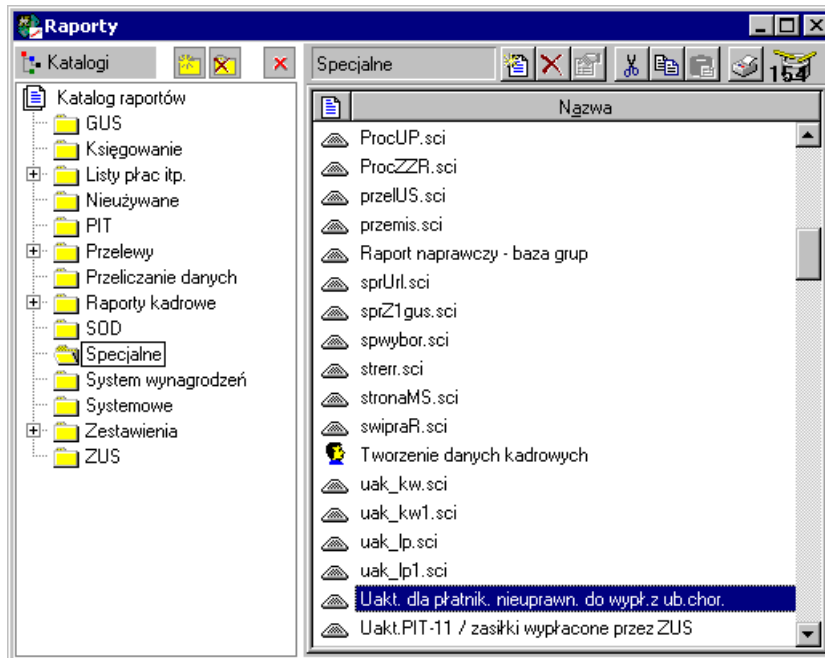 Raporty
Katalogi
Specjalne
154
Katalog raportów
GUS
Księgowanie
Listy płac itp.
Nieużywane
PIT
Przelewy
Przeliczanie danych
Raporty kadrowe
SOD
Specjalne
System wynagrodzeń
Systemowe
Zestawienia
ZUS
Nazwa
ProcUP.sci
ProcZZR.sci
przelUS.sci
przemis.sci
Raport naprawczy - baza grup
sprUrl.sci
sprZ1gus.sci
spwybor.sci
strerr.sci
stronaMS.sci
swipraR.sci
Tworzenie danych kadrowych
uak_kw.sci
uak_kw1.sci
uak_lp.sci
uak_lp1.sci
Uakt. dla płatnik. nieuprawn. do wypł.z ub.chor.
Uakt.PIT-11 / zasiłki wypłacone przez ZUS